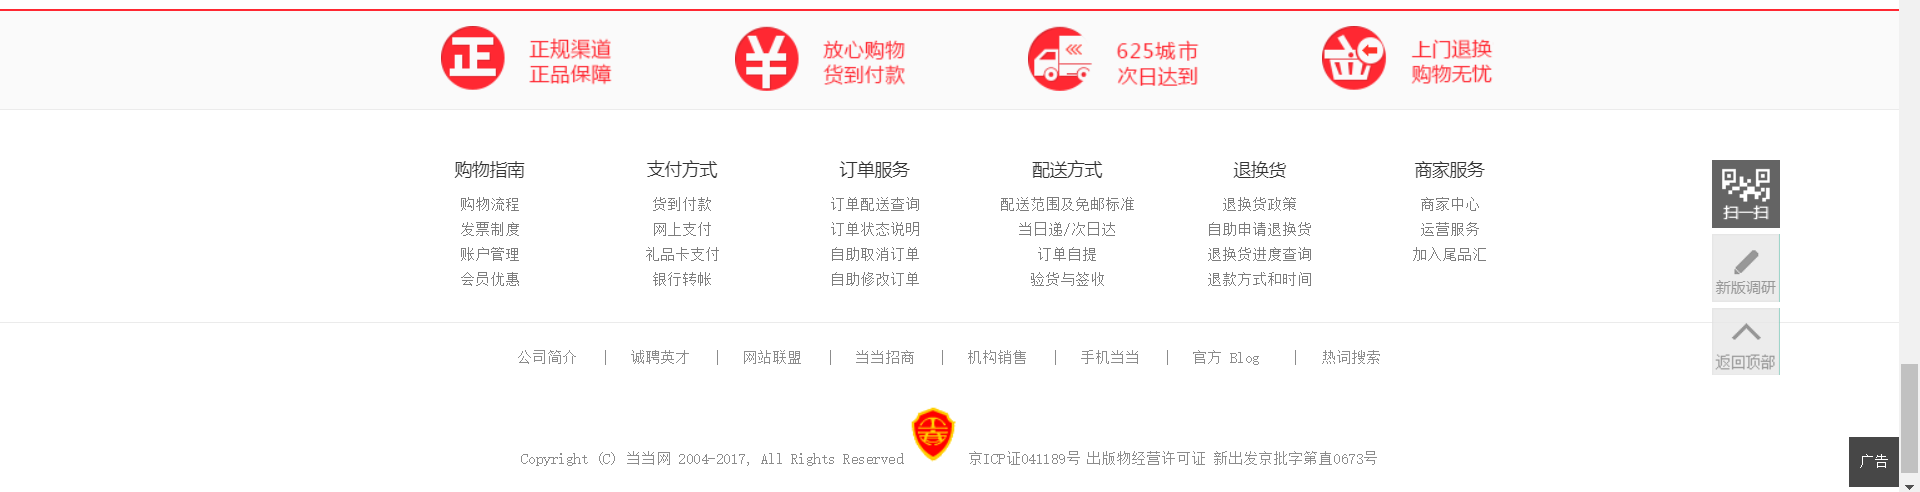 正 正规渠道
正品保障
¥ 放心购物
货到付款
625城市
次日达到
上门退换
购物无忧
购物指南
购物流程
发票制度
账户管理
会员优惠
支付方式
货到付款
网上支付
礼品卡支付
银行转帐
订单服务
订单配送查询
订单状态说明
自助取消订单
自助修改订单
配送方式
配送范围及免邮标准
当日递/次日达
订单自提
验货与签收
退换货
退换货政策
自助申请退换货
退换货进度查询
退款方式和时间
商家服务
商家中心
运营服务
加入尾品汇
扫一扫
新版调研
返回顶部
公司简介 | 诚聘英才 | 网站联盟 | 当当招商 | 机构销售 | 手机当当 | 官方 Blog | 热词搜索
Copyright (C) 当当网 2004-2017, All Rights Reserved 京ICP证041189号 出版物经营许可证 新出发京批字第直0673号
广告